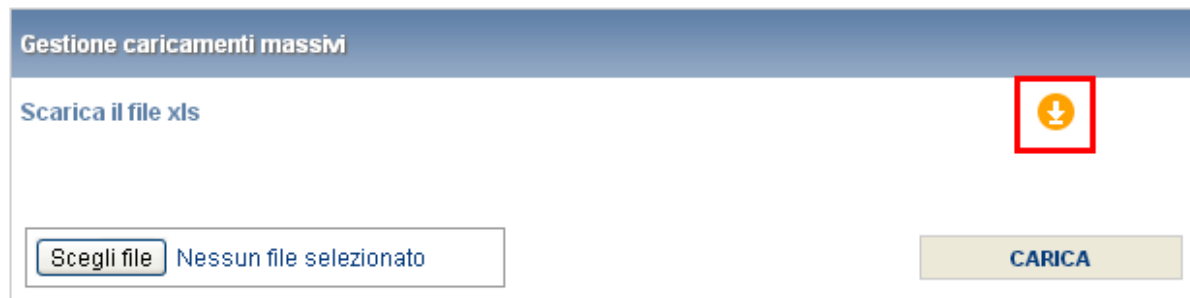 Gestione caricamenti massivi
Scarica il file xls
Scegli file Nessun file selezionato
CARICA